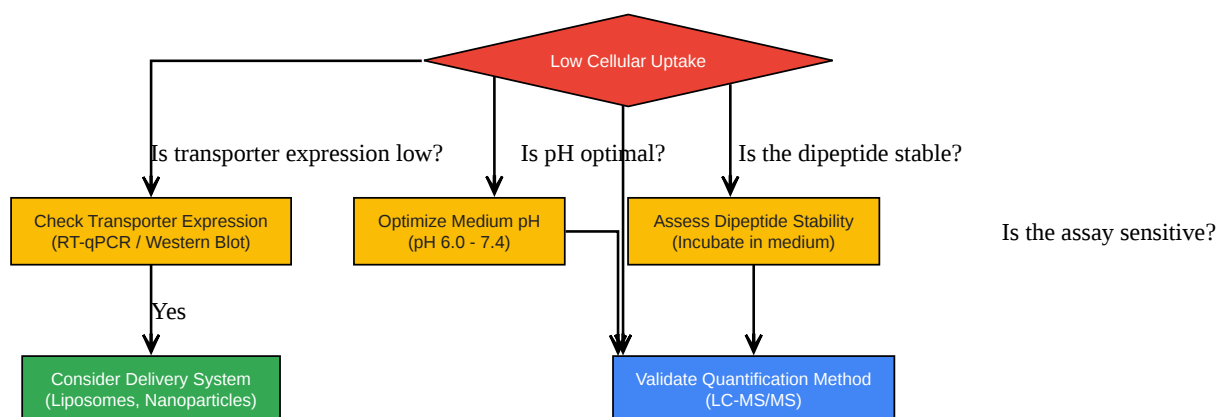 Low Cellular Uptake
Is transporter expression low?
Is pH optimal?
Is the dipeptide stable?
Check Transporter Expression
(RT-qPCR / Western Blot)
Optimize Medium pH
(pH 6.0 - 7.4)
Assess Dipeptide Stability
(Incubate in medium)
Is the assay sensitive?
Yes
Consider Delivery System
(Liposomes, Nanoparticles)
Validate Quantification Method
(LC-MS/MS)